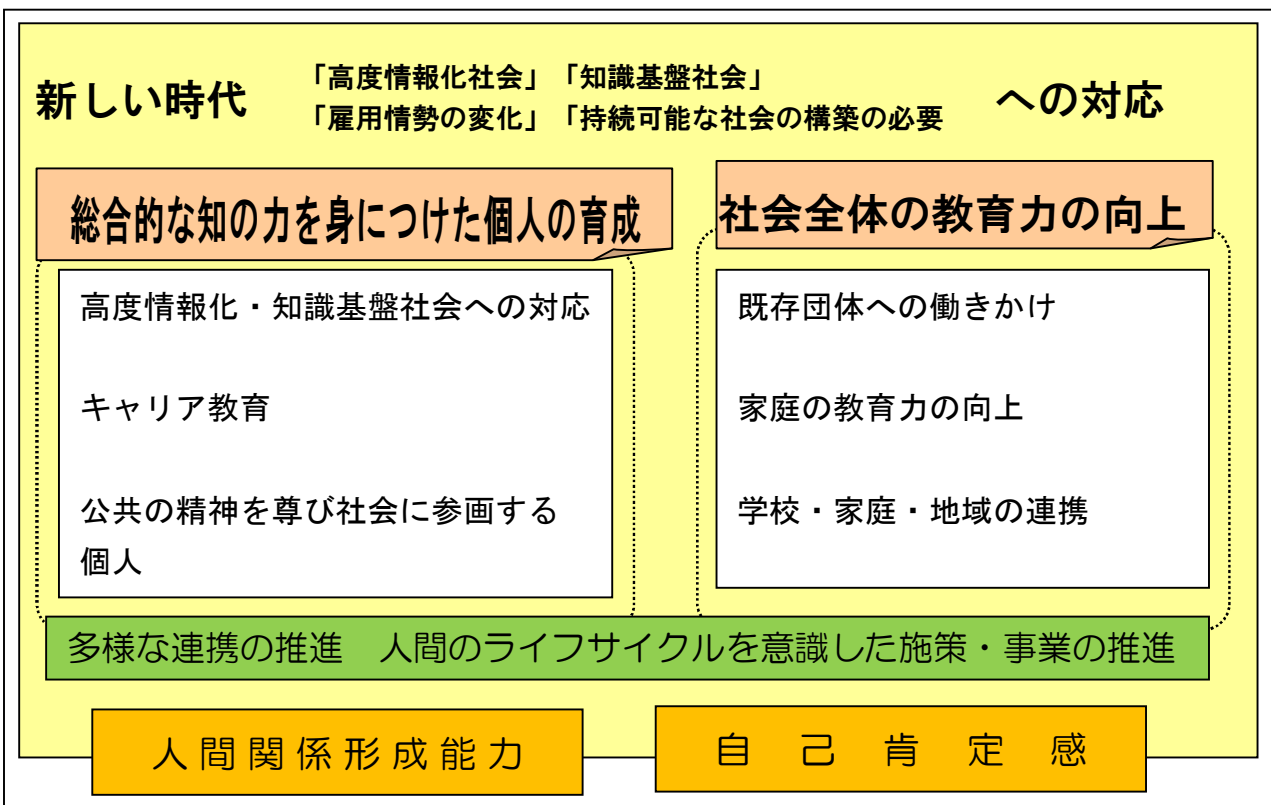 新しい時代
「高度情報化社会」「知識基盤社会」
「雇用情勢の変化」「持続可能な社会の構築の必要
への対応
総合的な知の力を身につけた個人の育成
高度情報化・知識基盤社会への対応
キャリア教育
公共の精神を尊び社会に参画する
個人
社会全体の教育力の向上
既存団体への働きかけ
家庭の教育力の向上
学校・家庭・地域の連携
多様な連携の推進　人間のライフサイクルを意識した施策・事業の推進
人間関係形成能力
自己肯定感